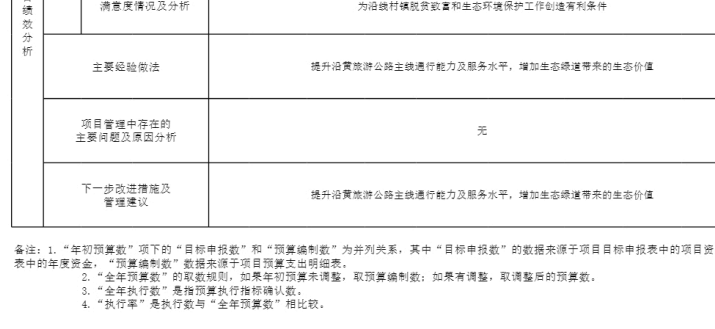 满意度情况及分析
为沿线村镇脱贫致富和生态环境保护工作创造有利条件
绩
效
分
析
主要经验做法
提升沿黄旅游公路主线通行能力及服务水平，增加生态绿道带来的生态价值
项目管理中存在的
主要问题及原因分析
无
下一步改进措施及
管理建议
提升沿黄旅游公路主线通行能力及服务水平，增加生态绿道带来的生态价值
备注：1.“年初预算数”项下的“目标申报数”和“预算编制数”为并列关系，其中“目标申报数”的数据来源于项目目标申报表中的项目资
表中的年度资金，“预算编制数”数据来源于项目预算支出明细表。
2.“全年预算数”的取数规则，如果年初预算未调整，取预算编制数；如果有调整，取调整后的预算数。
3.“全年执行数”是指预算执行指标确认数。
4.“执行率”是执行数与“全年预算数”相比较。